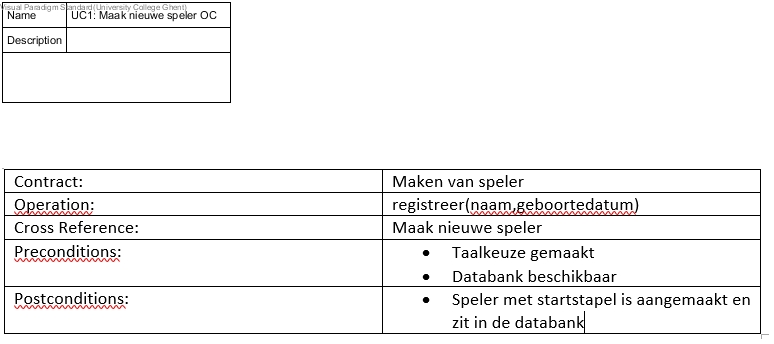 Visual Paradigm Standard(University College Ghent)
Name UC1: Maak nieuwe speler OC
Description
Contract: Maken van speler
Operation: registreer(naam,geboortedatum)
Cross Reference: Maak nieuwe speler
Preconditions: • Taalkeuze gemaakt
• Databank beschikbaar
Postconditions: • Speler met startstapel is aangemaakt en
zit in de databank